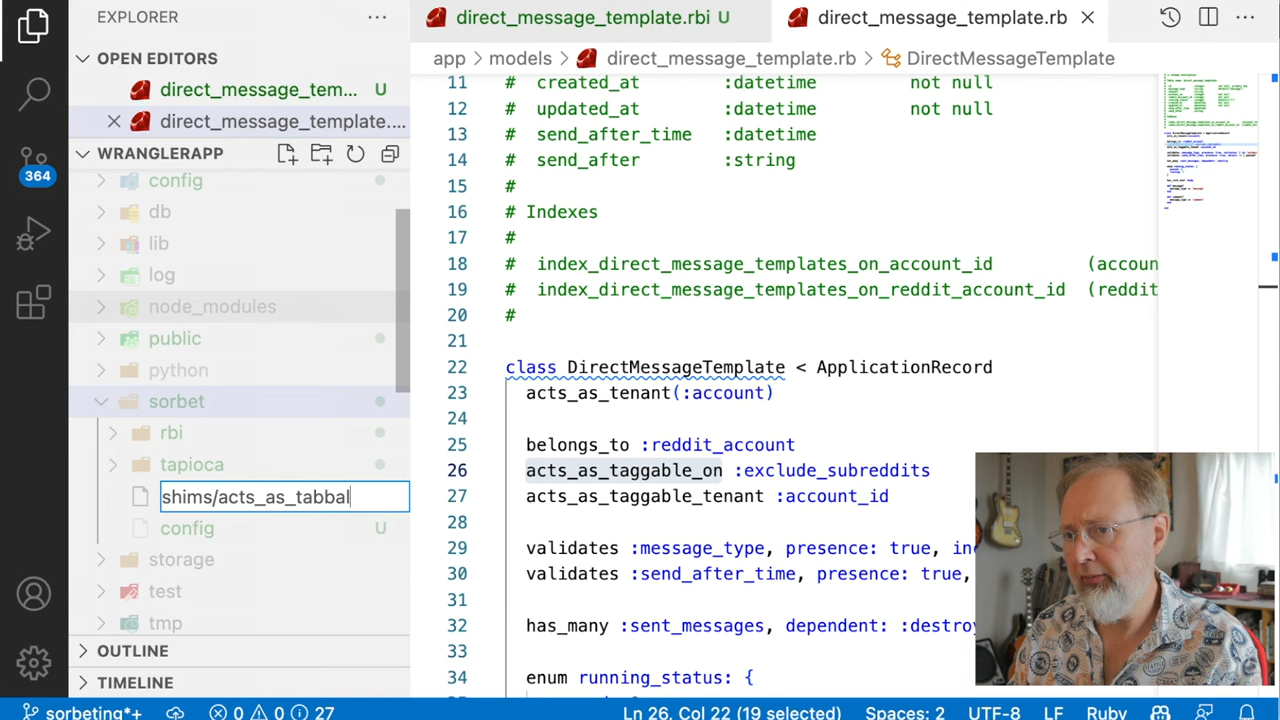 EXPLORER
OPEN EDITORS
direct_message_tem... U
direct_message_template....
WRANGLERAPP
364
config
db
lib
log
node_modules
public
python
sorbet
rbi
tapioca
shims/acts_as_tabbal
config U
storage
test
tmp
OUTLINE
TIMELINE
direct_message_template.rbi U
direct_message_template.rb
app > models > direct_message_template.rb > DirectMessageTemplate
11 # created_at :datetime not null
12 # updated_at :datetime not null
13 # send_after_time :datetime
14 # send_after :string
15 #
16 # Indexes
17 #
18 # index_direct_message_templates_on_account_id (accoun
19 # index_direct_message_templates_on_reddit_account_id (reddit
20 #
21
22 class DirectMessageTemplate < ApplicationRecord
23 acts_as_tenant(:account)
24
25 belongs_to :reddit_account
26 acts_as_taggable_on :exclude_subreddits
27 acts_as_taggable_tenant :account_id
28
29 validates :message_type, presence: true, in
30 validates :send_after_time, presence: true,
31
32 has_many :sent_messages, dependent: :destro
33
34 enum running_status: {
sorbeting*+ 0 0 27 Ln 26, Col 22 (19 selected) Spaces: 2 UTF-8 LF Ruby